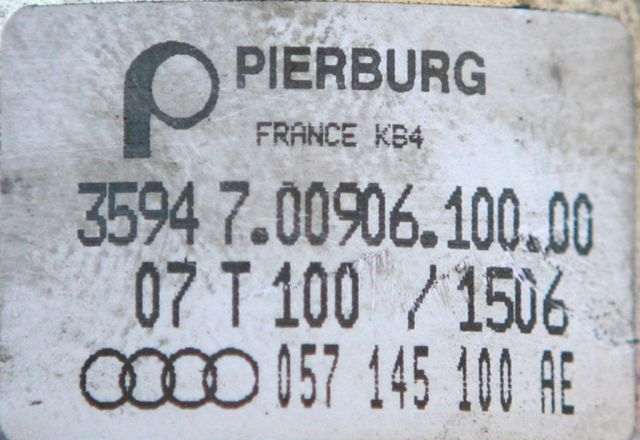 PIERBURG
FRANCE KB4
3594 7.00906.100.00
07 T 100 / 1506
057 145 100 AE